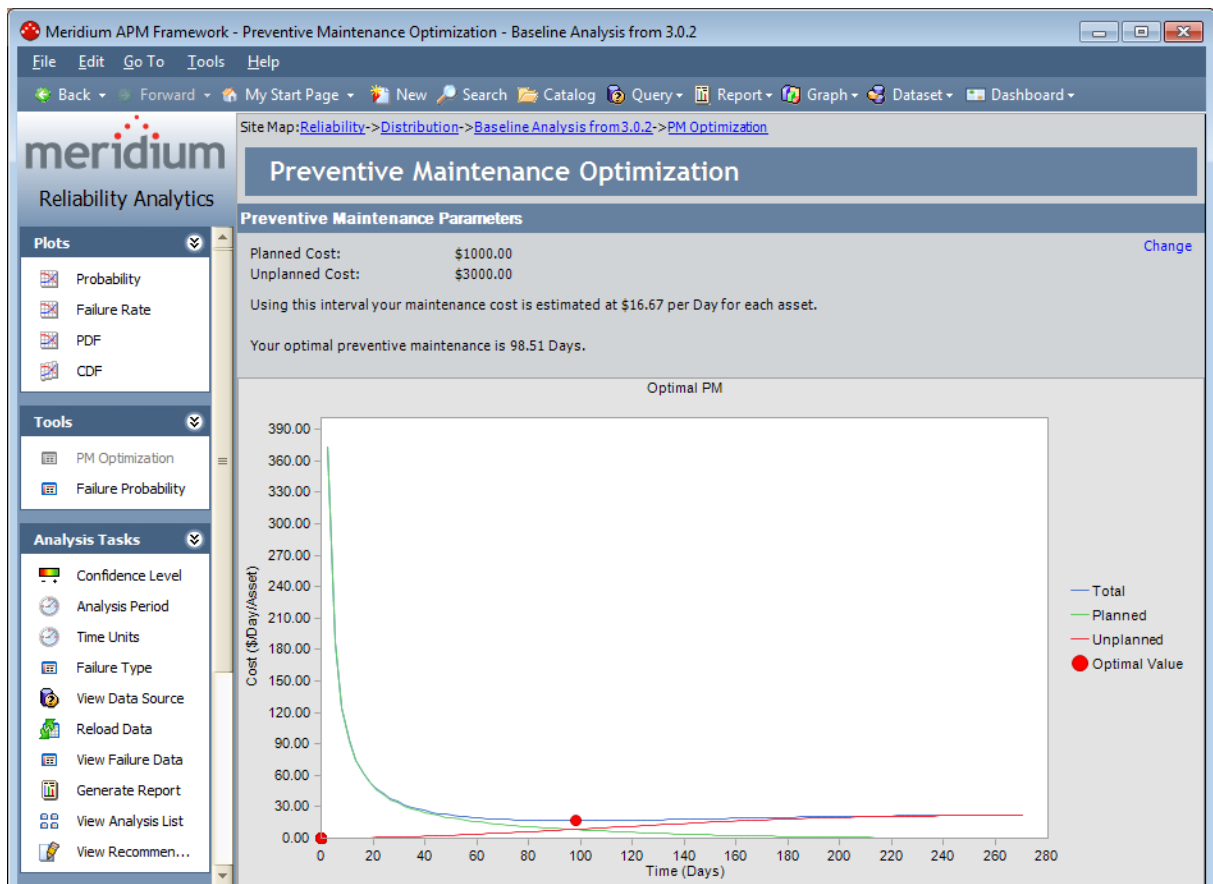 Meridium APM Framework - Preventive Maintenance Optimization - Baseline Analysis from 3.0.2
File Edit Go To Tools Help
Back Forward My Start Page New Search Catalog Query Report Graph Dataset Dashboard
meridium
Reliability Analytics
Plots
Probability
Failure Rate
PDF
CDF
Tools
PM Optimization
Failure Probability
Analysis Tasks
Confidence Level
Analysis Period
Time Units
Failure Type
View Data Source
Reload Data
View Failure Data
Generate Report
View Analysis List
View Recommen...
Site Map:Reliability->Distribution->Baseline Analysis from3.0.2->PM Optimization
Preventive Maintenance Optimization
Preventive Maintenance Parameters
Planned Cost: $1000.00 Change
Unplanned Cost: $3000.00
Using this interval your maintenance cost is estimated at $16.67 per Day for each asset.
Your optimal preventive maintenance is 98.51 Days.
Optimal PM
Cost ($/Day/Asset)
390.00
360.00
330.00
300.00
270.00
240.00
210.00
180.00
150.00
120.00
90.00
60.00
30.00
0.00
0 20 40 60 80 100 120 140 160 180 200 220 240 260 280
Time (Days)
Total
Planned
Unplanned
Optimal Value